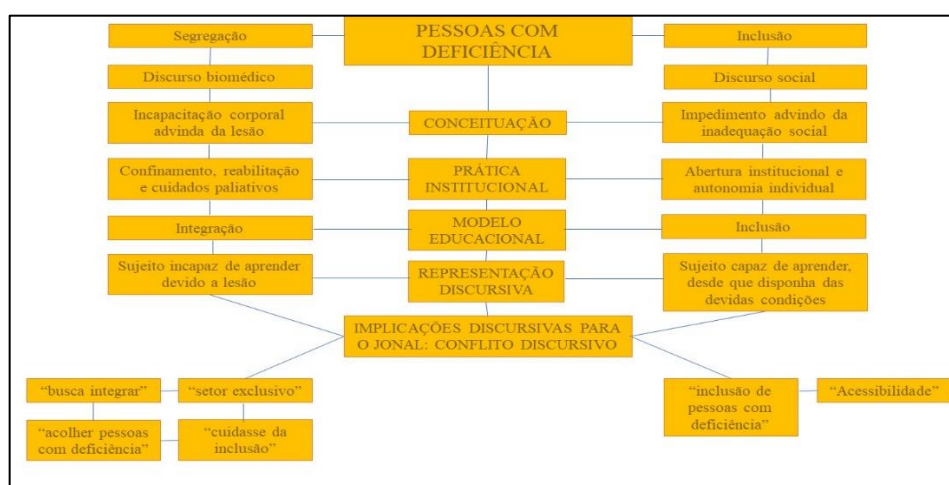 Segregação
PESSOAS COM
DEFICIÊNCIA
Inclusão
Discurso biomédico
Discurso social
Incapacitação corporal
advinda da lesão
CONCEITUAÇÃO
Impedimento advindo da
inadequação social
Confinamento, reabilitação
e cuidados paliativos
PRÁTICA
INSTITUCIONAL
Abertura institucional e
autonomia individual
Integração
MODELO
EDUCACIONAL
Inclusão
Sujeito incapaz de aprender
devido a lesão
REPRESENTAÇÃO
DISCURSIVA
Sujeito capaz de aprender,
desde que disponha das
devidas condições
IMPLICAÇÕES DISCURSIVAS PARA
O JONAL: CONFLITO DISCURSIVO
“busca integrar”
“setor exclusivo”
“inclusão de
pessoas com
deficiência”
“Acessibilidade”
“acolher pessoas
com deficiência”
“cuidasse da
inclusão”